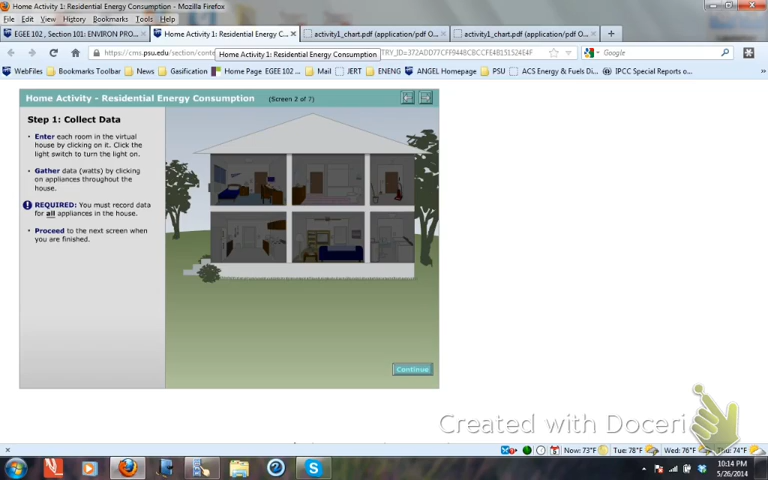 Home Activity 1: Residential Energy Consumption - Mozilla Firefox
File Edit View History Bookmarks Tools Help
EGEE 102 , Section 101: ENVIRON PRO... × Home Activity 1: Residential Energy C... × activity1_chart.pdf (application/pdf O... × activity1_chart.pdf (application/pdf O... × +
https://cms.psu.edu/section/conte
Home Activity 1: Residential Energy Consumption
Google
WebFiles Bookmarks Toolbar News Gasification Home Page EGEE 102 ... Mail JERT ENENG ANGEL Homepage PSU ACS Energy & Fuels Di... IPCC Special Reports o...
Home Activity - Residential Energy Consumption (Screen 2 of 7)
Step 1: Collect Data
• Enter each room in the virtual
house by clicking on it. Click the
light switch to turn the light on.
• Gather data (watts) by clicking
on appliances throughout the
house.
! REQUIRED: You must record data
for all appliances in the house.
• Proceed to the next screen when
you are finished.
Continue
Created with Doceri
× Now: 73°F Tue: 78°F Wed: 76°F Thu: 74°F
10:14 PM
5/26/2014